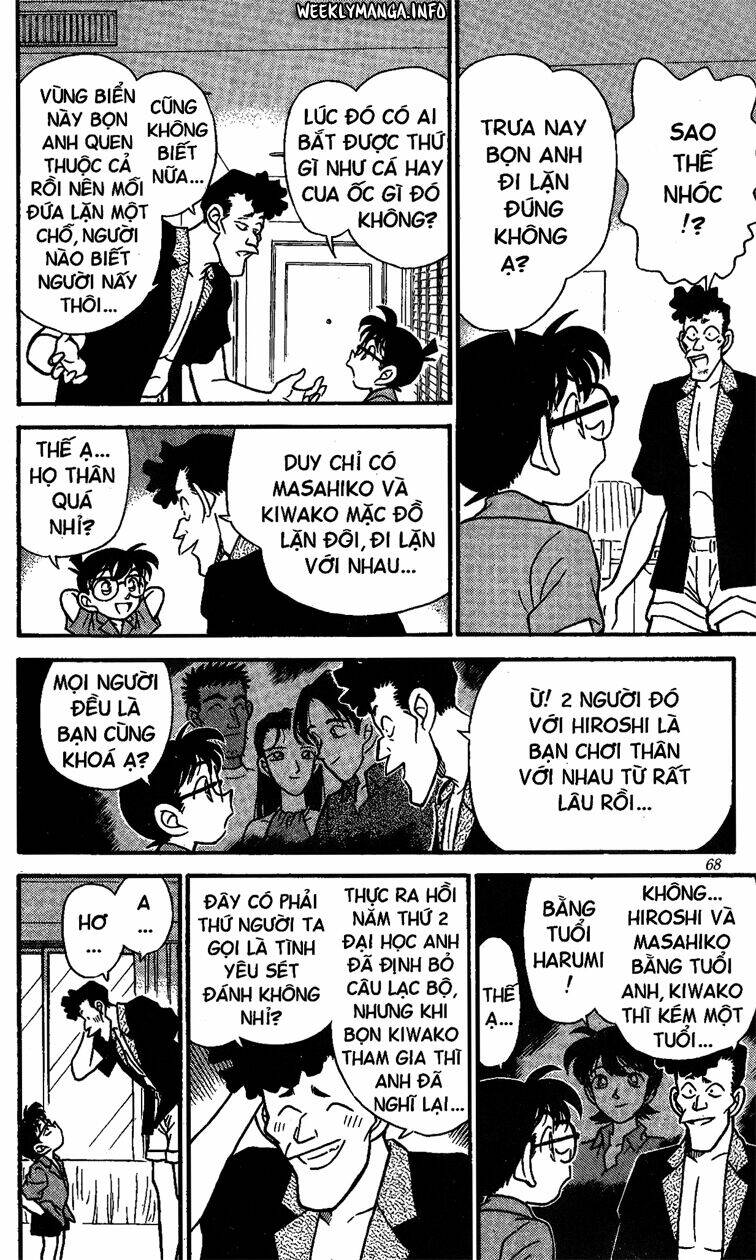 WEEKLYMANGA.INFO
SAO
THẾ
NHÓC
!?
TRƯA NAY
BỌN ANH
ĐI LẶN
ĐÚNG
KHÔNG
Ạ?
LÚC ĐÓ CÓ AI
BẮT ĐƯỢC THỨ
GÌ NHƯ CÁ HAY
CUA ỐC GÌ ĐÓ
KHÔNG?
CŨNG
KHÔNG
BIẾT
NỮA...
VÙNG BIỂN
NÀY BỌN
ANH QUEN
THUỘC CẢ
RỒI NÊN MỖI
ĐỨA LẶN MỘT
CHỖ, NGƯỜI
NÀO BIẾT
NGƯỜI NẤY
THÔI...
DUY CHỈ CÓ
MASAHIKO VÀ
KIWAKO MẶC ĐỒ
LẶN ĐÔI, ĐI LẶN
VỚI NHAU...
THẾ Ạ...
HỌ THÂN
QUÁ
NHỈ?
Ừ! 2 NGƯỜI ĐÓ
VỚI HIROSHI LÀ
BẠN CHƠI THÂN
VỚI NHAU TỪ RẤT
LÂU RỒI...
MỌI NGƯỜI
ĐỀU LÀ
BẠN CÙNG
KHOÁ Ạ?
68
KHÔNG...
HIROSHI VÀ
MASAHIKO
BẰNG TUỔI
ANH, KIWAKO
THÌ KÉM MỘT
TUỔI...
BẰNG
TUỔI
HARUMI
!
THẾ
Ạ...
THỰC RA HỒI
NĂM THỨ 2
ĐẠI HỌC ANH
ĐÃ ĐỊNH BỎ
CÂU LẠC BỘ,
NHƯNG KHI
BỌN KIWAKO
THAM GIA THÌ
ANH ĐÃ
NGHĨ LẠI...
ĐÂY CÓ PHẢI
THỨ NGƯỜI TA
GỌI LÀ TÌNH
YÊU SÉT
ĐÁNH KHÔNG
NHỈ?
A
...
HƠ
...